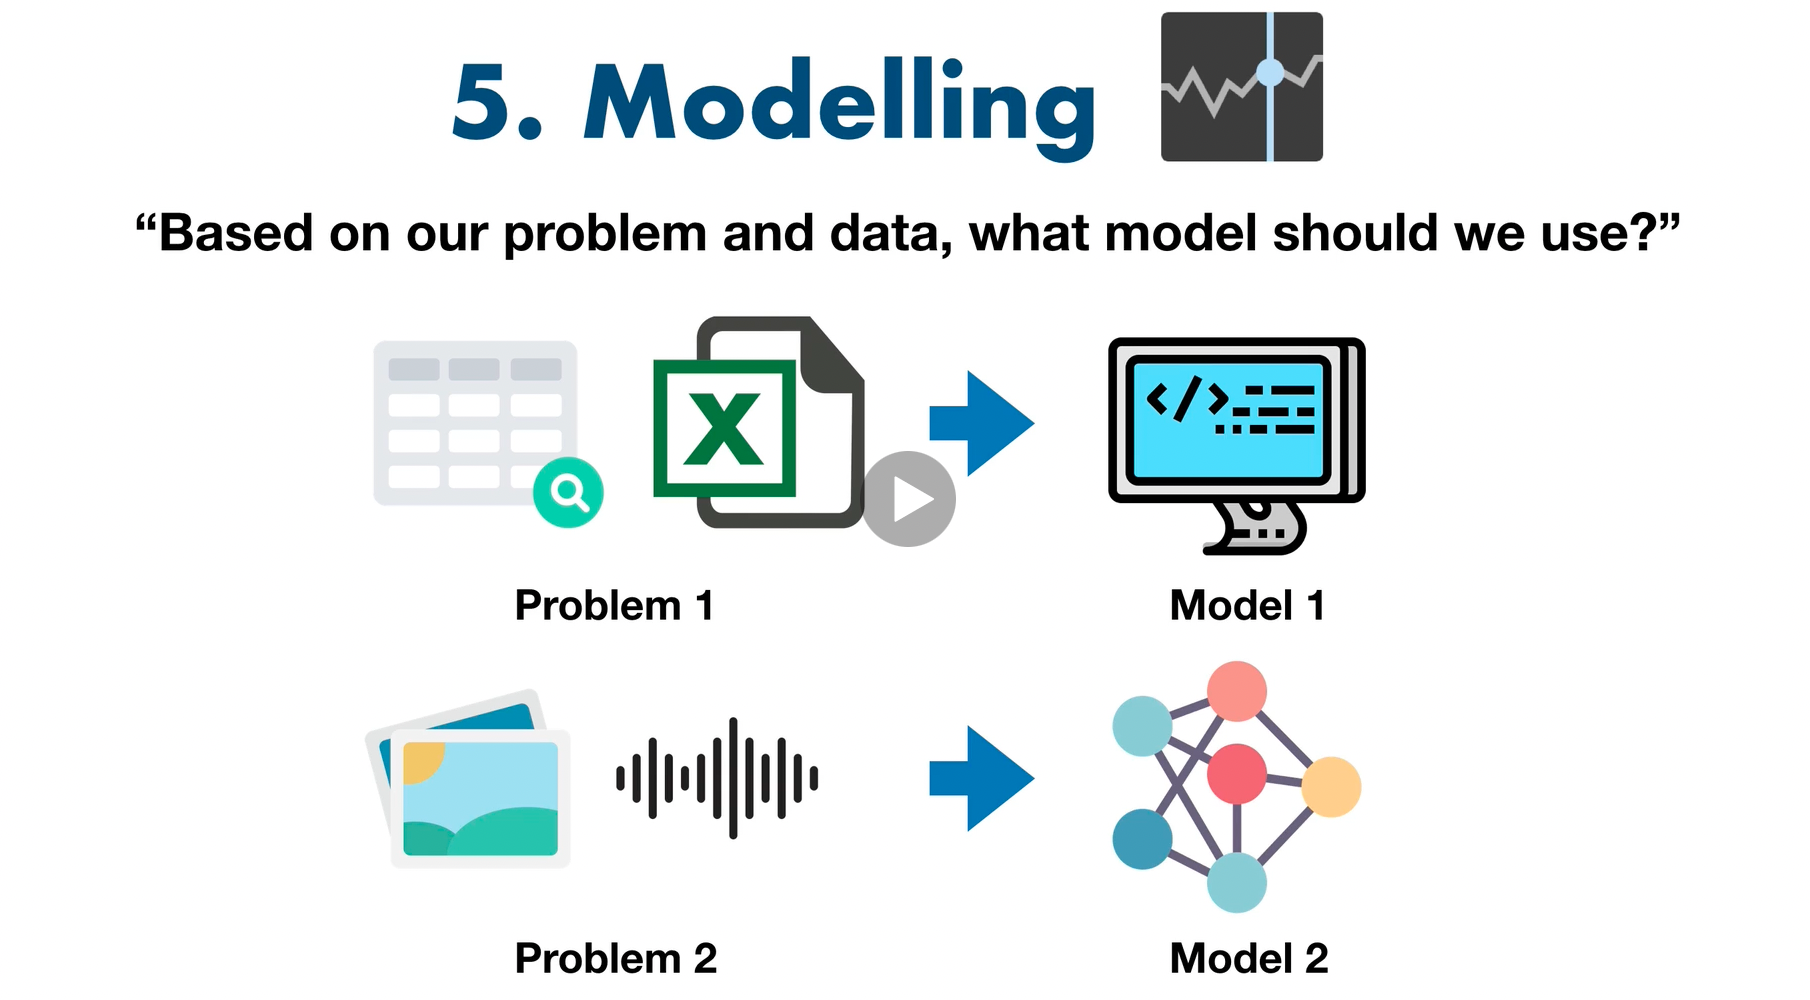 5. Modelling
“Based on our problem and data, what model should we use?”
X
</>
Problem 1
Model 1
Problem 2
Model 2